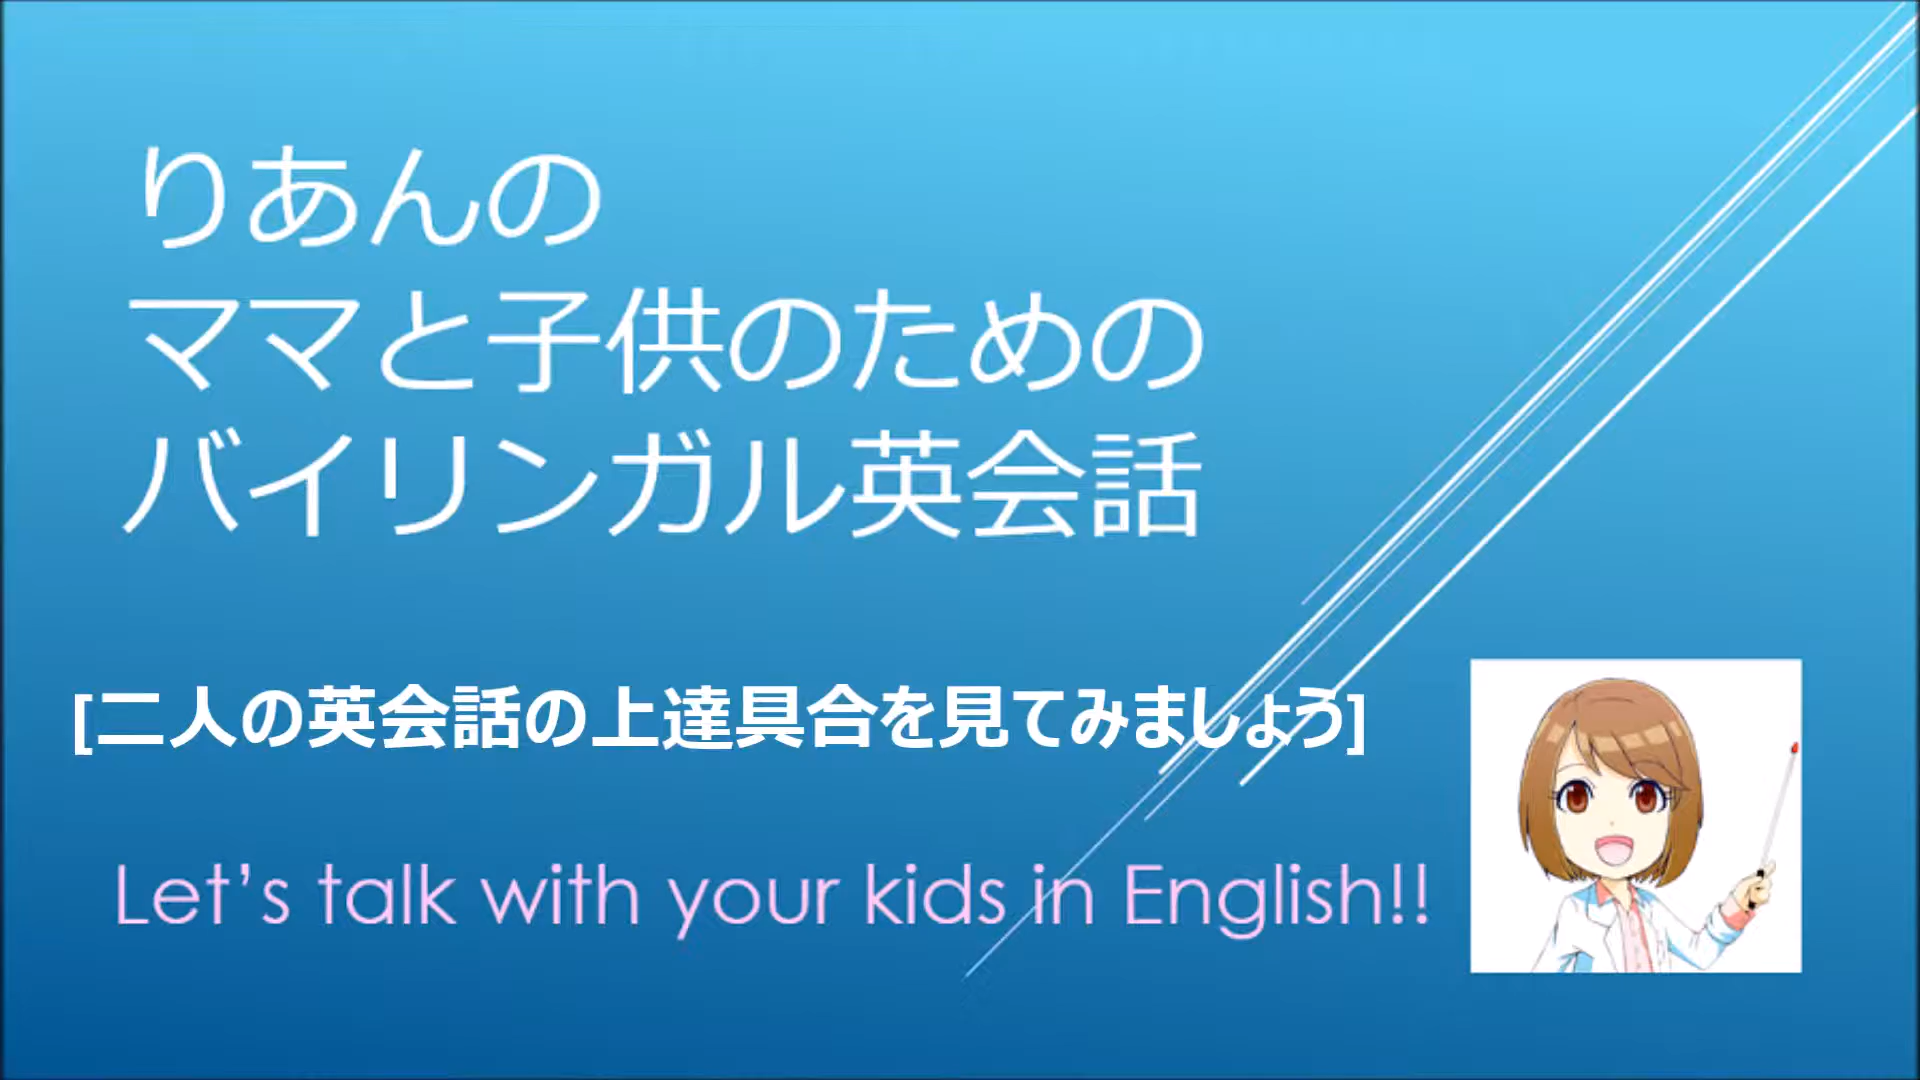 りあんの
ママと子供のための
バイリンガル英会話
[二人の英会話の上達具合を見てみましょう]
Let’s talk with your kids in English!!